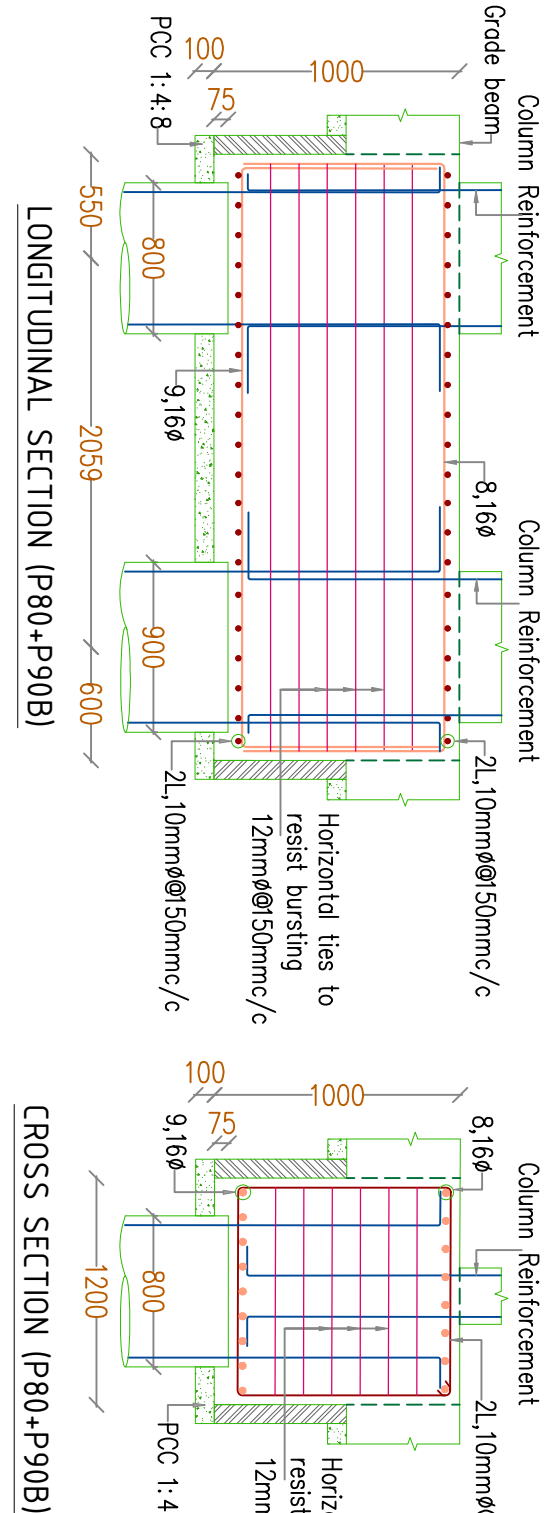 Grade beam
Column Reinforcement
Column Reinforcement
1000
100
75
PCC 1:4:8
8,16ø
9,16ø
2L,10mmø@150mmc/c
2L,10mmø@150mmc/c
Horizontal ties to
resist bursting
12mmø@150mmc/c
800
900
550
2059
600
LONGITUDINAL SECTION (P80+P90B)
Column Reinforcement
1000
100
75
8,16ø
9,16ø
2L,10mmø
resist
12mm
PCC 1:4
800
1200
CROSS SECTION (P80+P90B)